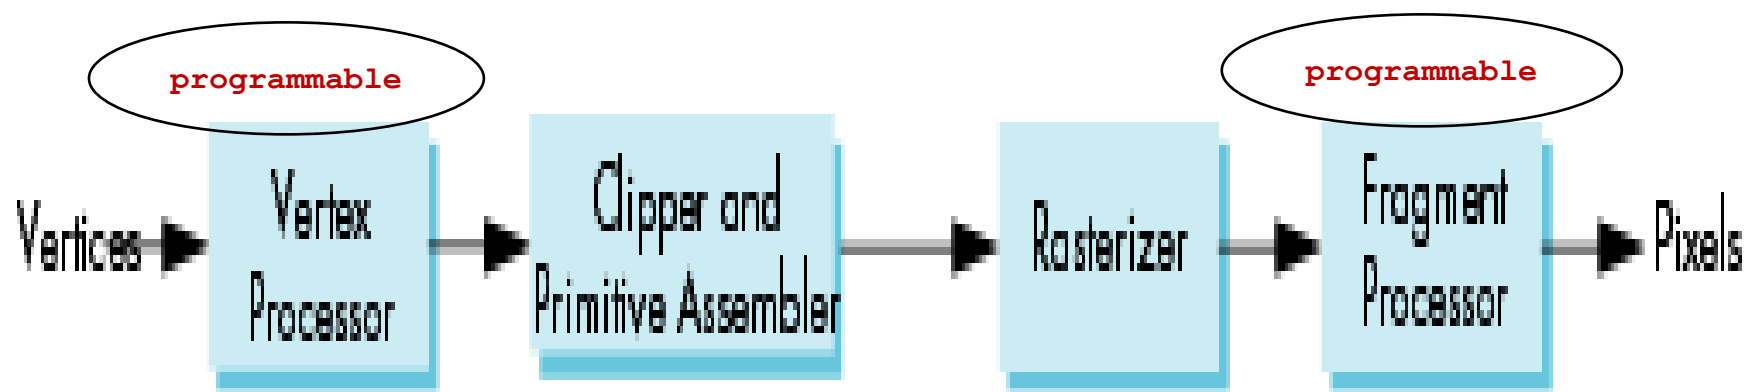 programmable
programmable
Vertices
Vertex
Processor
Clipper and
Primitive Assembler
Rasterizer
Fragment
Processor
Pixels